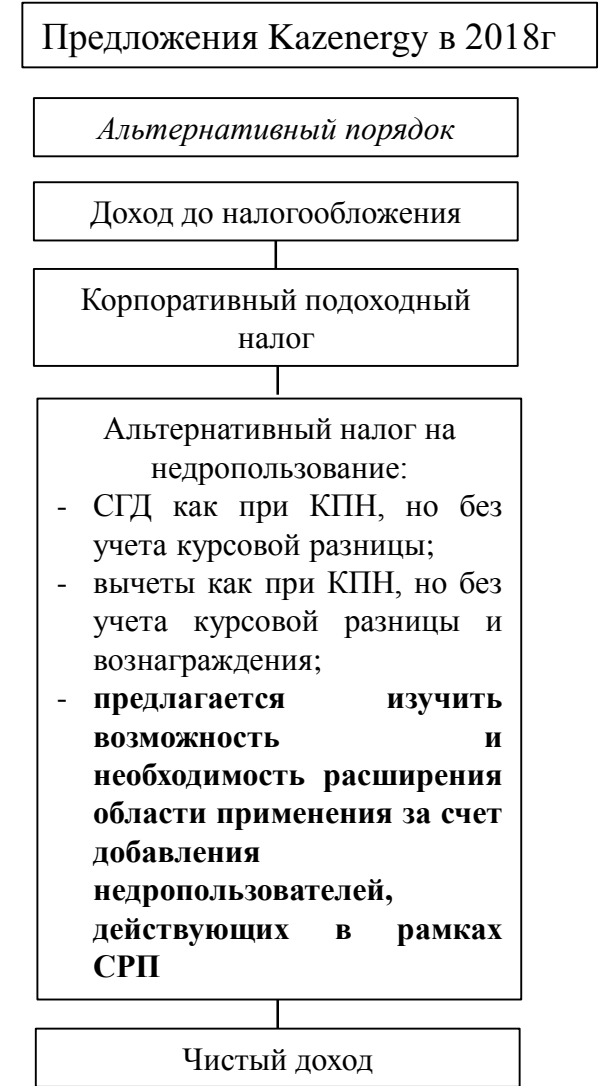 Предложения Kazenergy в 2018г
Альтернативный порядок
Доход до налогообложения
Корпоративный подоходный
налог
Альтернативный налог на
недропользование:
- СГД как при КПН, но без
учета курсовой разницы;
- вычеты как при КПН, но без
учета курсовой разницы и
вознаграждения;
- предлагается изучить
возможность и
необходимость расширения
области применения за счет
добавления
недропользователей,
действующих в рамках
СРП
Чистый доход